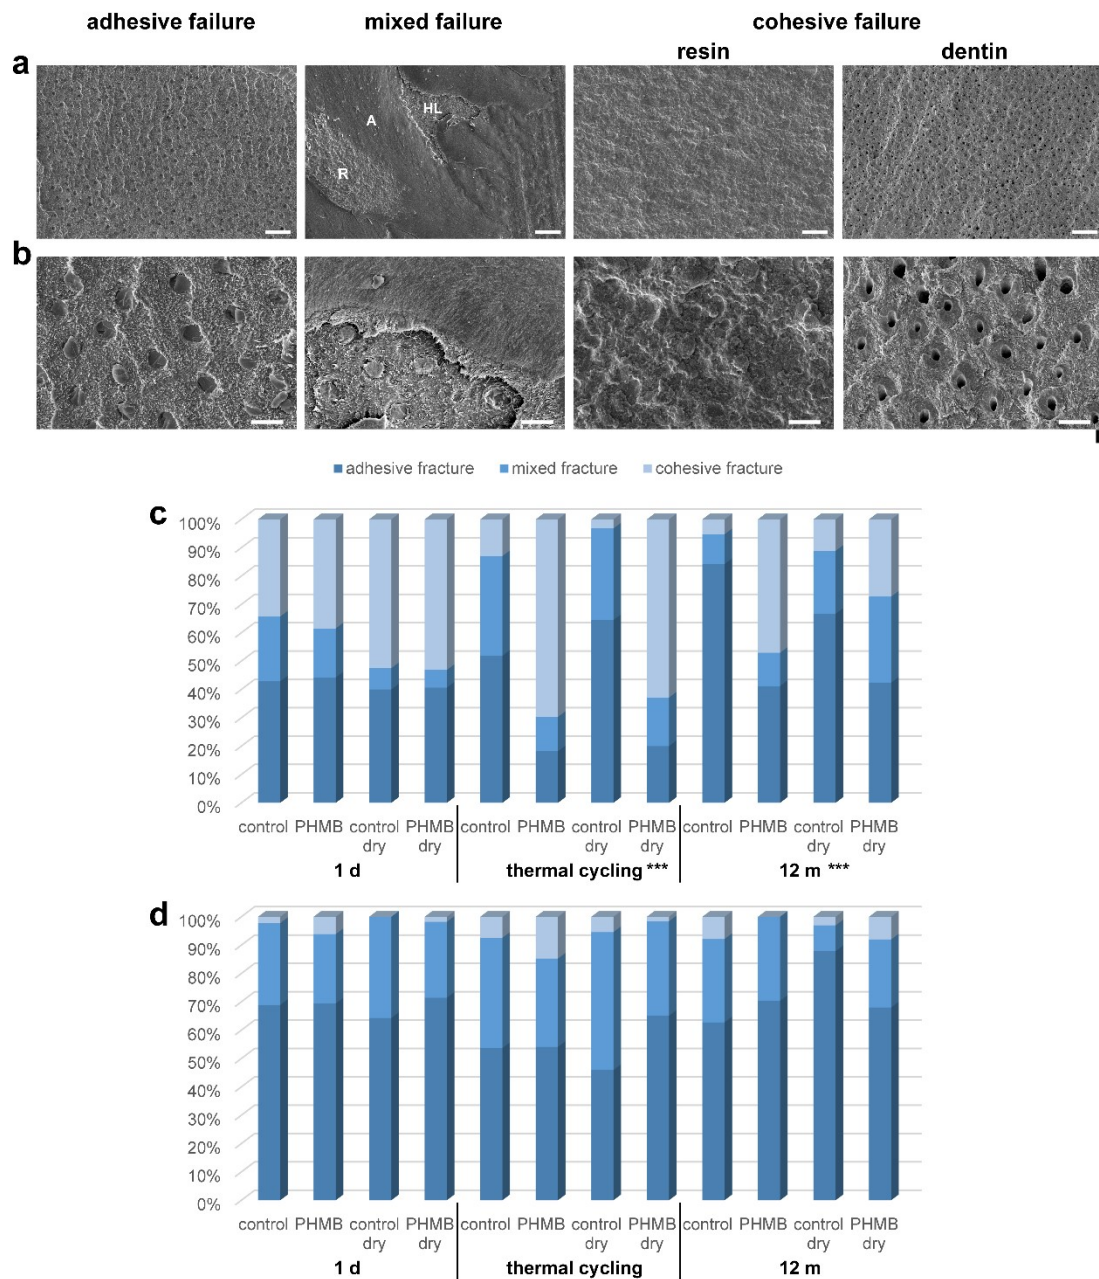 adhesive failure mixed failure cohesive failure
resin dentin
a
A HL
R
b
adhesive fracture mixed fracture cohesive fracture
c
100%
90%
80%
70%
60%
50%
40%
30%
20%
10%
0%
control PHMB control PHMB control PHMB control PHMB control PHMB control PHMB
dry dry dry dry dry dry
1 d thermal cycling *** 12 m ***
d
100%
90%
80%
70%
60%
50%
40%
30%
20%
10%
0%
control PHMB control PHMB control PHMB control PHMB control PHMB control PHMB
dry dry dry dry dry dry
1 d thermal cycling 12 m